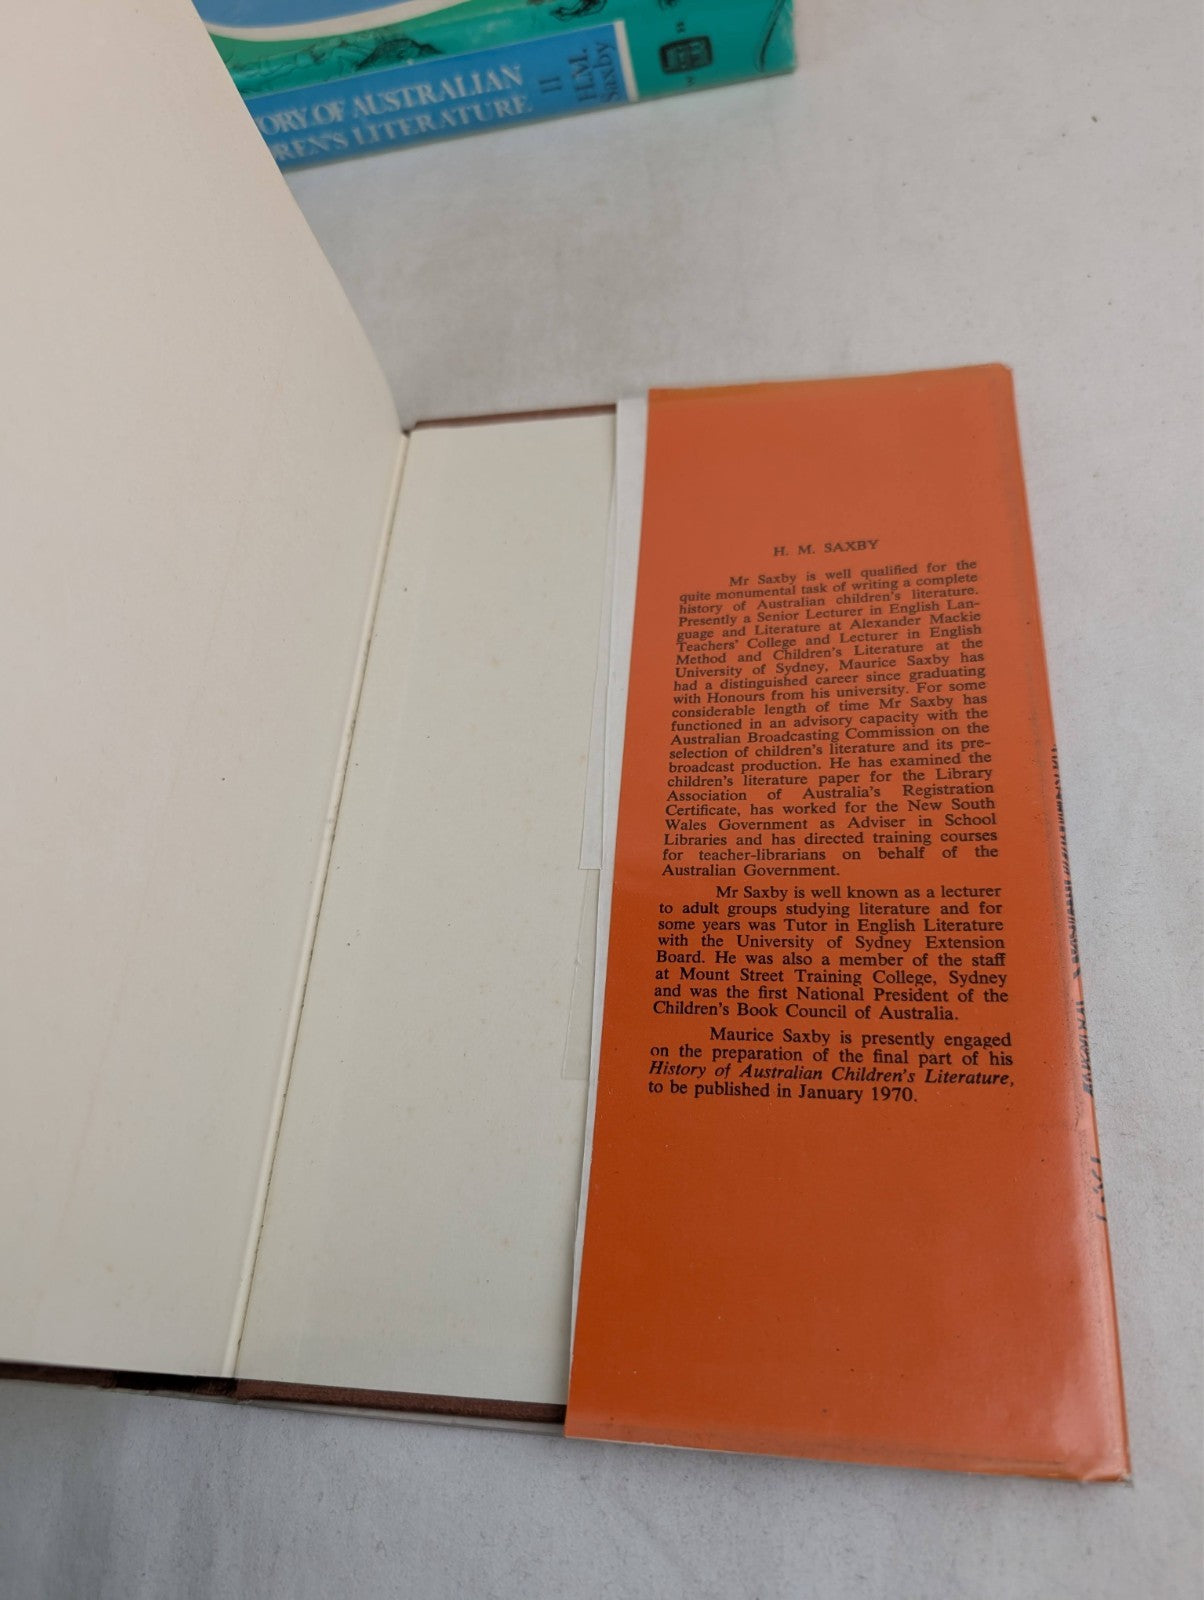 ORY OF AUSTRALIAN
REN'S LITERATURE
II
H.M.
Saxby
H. M. SAXBY
Mr Saxby is well qualified for the
quite monumental task of writing a complete
history of Australian children's literature.
Presently a Senior Lecturer in English Lan-
guage and Literature at Alexander Mackie
Teachers' College and Lecturer in English
Method and Children's Literature at the
University of Sydney, Maurice Saxby has
had a distinguished career since graduating
with Honours from his university. For some
considerable length of time Mr Saxby has
functioned in an advisory capacity with the
Australian Broadcasting Commission on the
selection of children's literature and its pre-
broadcast production. He has examined the
children's literature paper for the Library
Association of Australia's Registration
Certificate, has worked for the New South
Wales Government as Adviser in School
Libraries and has directed training courses
for teacher-librarians on behalf of the
Australian Government.
Mr Saxby is well known as a lecturer
to adult groups studying literature and for
some years was Tutor in English Literature
with the University of Sydney Extension
Board. He was also a member of the staff
at Mount Street Training College, Sydney
and was the first National President of the
Children's Book Council of Australia.
Maurice Saxby is presently engaged
on the preparation of the final part of his
History of Australian Children's Literature,
to be published in January 1970.